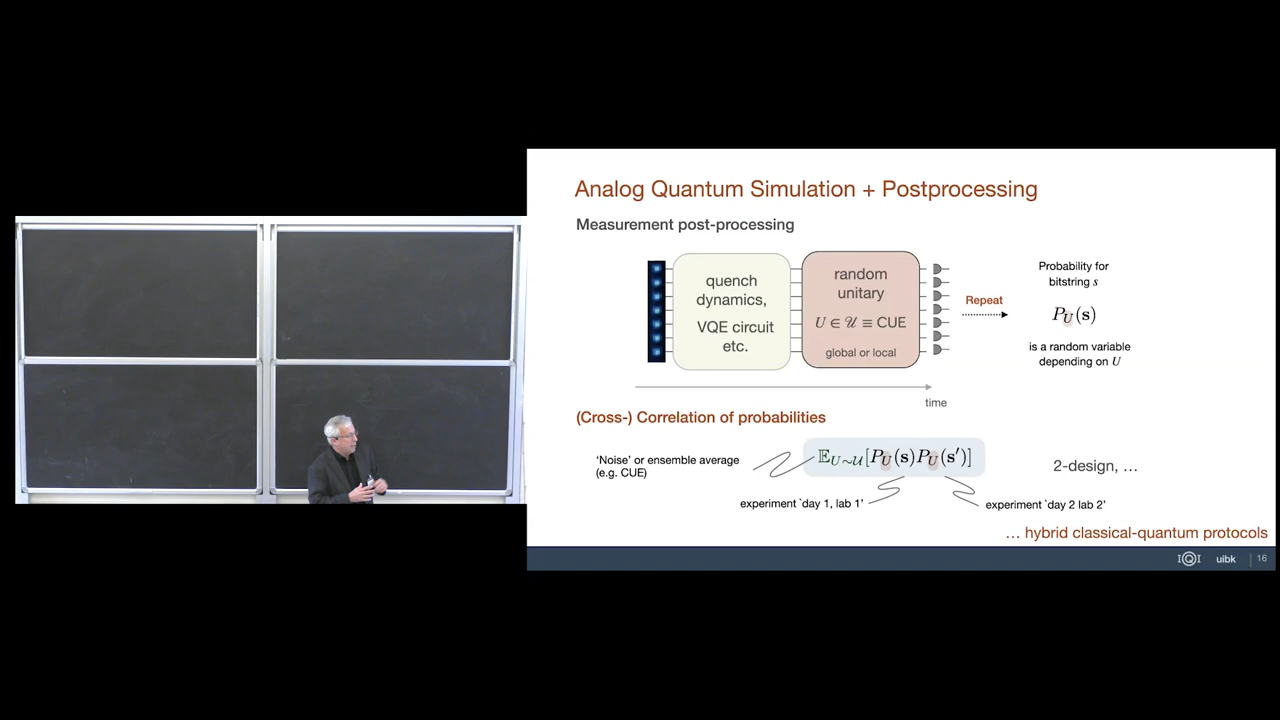 Analog Quantum Simulation + Postprocessing
Measurement post-processing
quench
dynamics,
VQE circuit
etc.
random
unitary
U ∈ 𝒰 ≡ CUE
global or local
Repeat
Probability for
bitstring s
P_U(s)
is a random variable
depending on U
time
(Cross-) Correlation of probabilities
‘Noise’ or ensemble average
(e.g. CUE)
𝔼_{U∼𝒰}[P_U(s)P_U(s′)]
2-design, …
experiment `day 1, lab 1’
experiment `day 2 lab 2’
… hybrid classical-quantum protocols
IQI uibk | 16